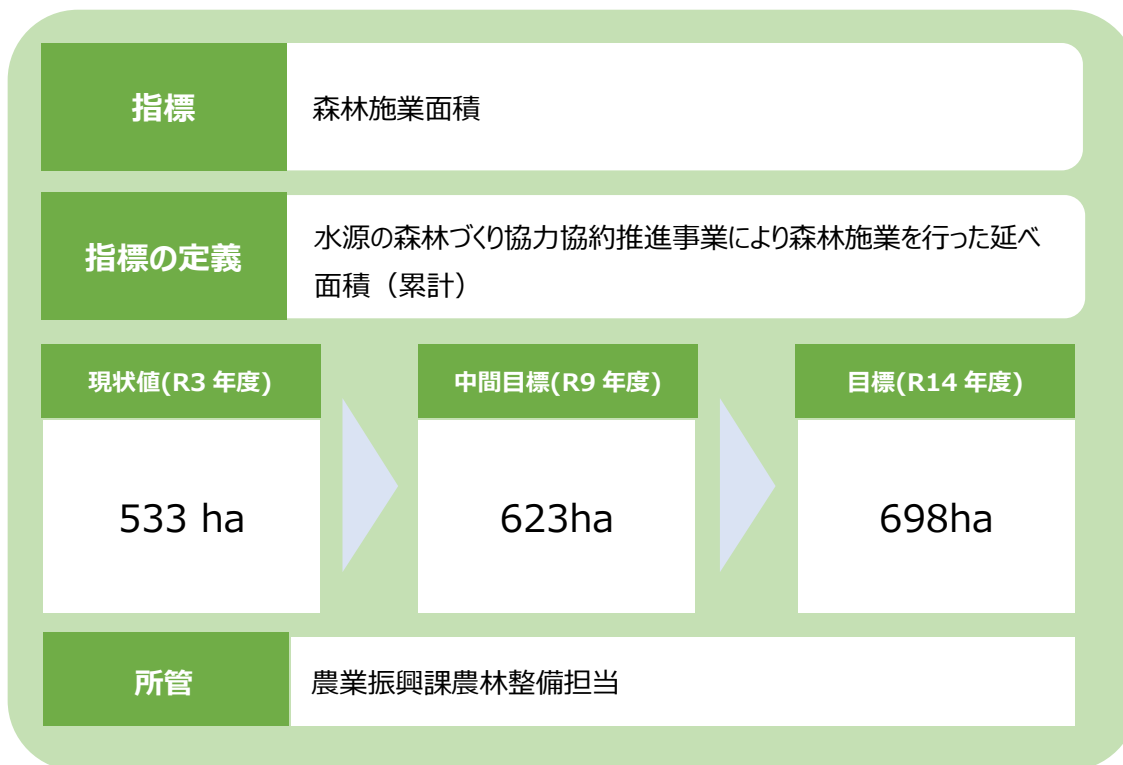 指標
森林施業面積
指標の定義
水源の森林づくり協力協約推進事業により森林施業を行った延べ
面積（累計）
現状値(R3 年度)
中間目標(R9 年度)
目標(R14 年度)
533 ha
623ha
698ha
所管
農業振興課農林整備担当